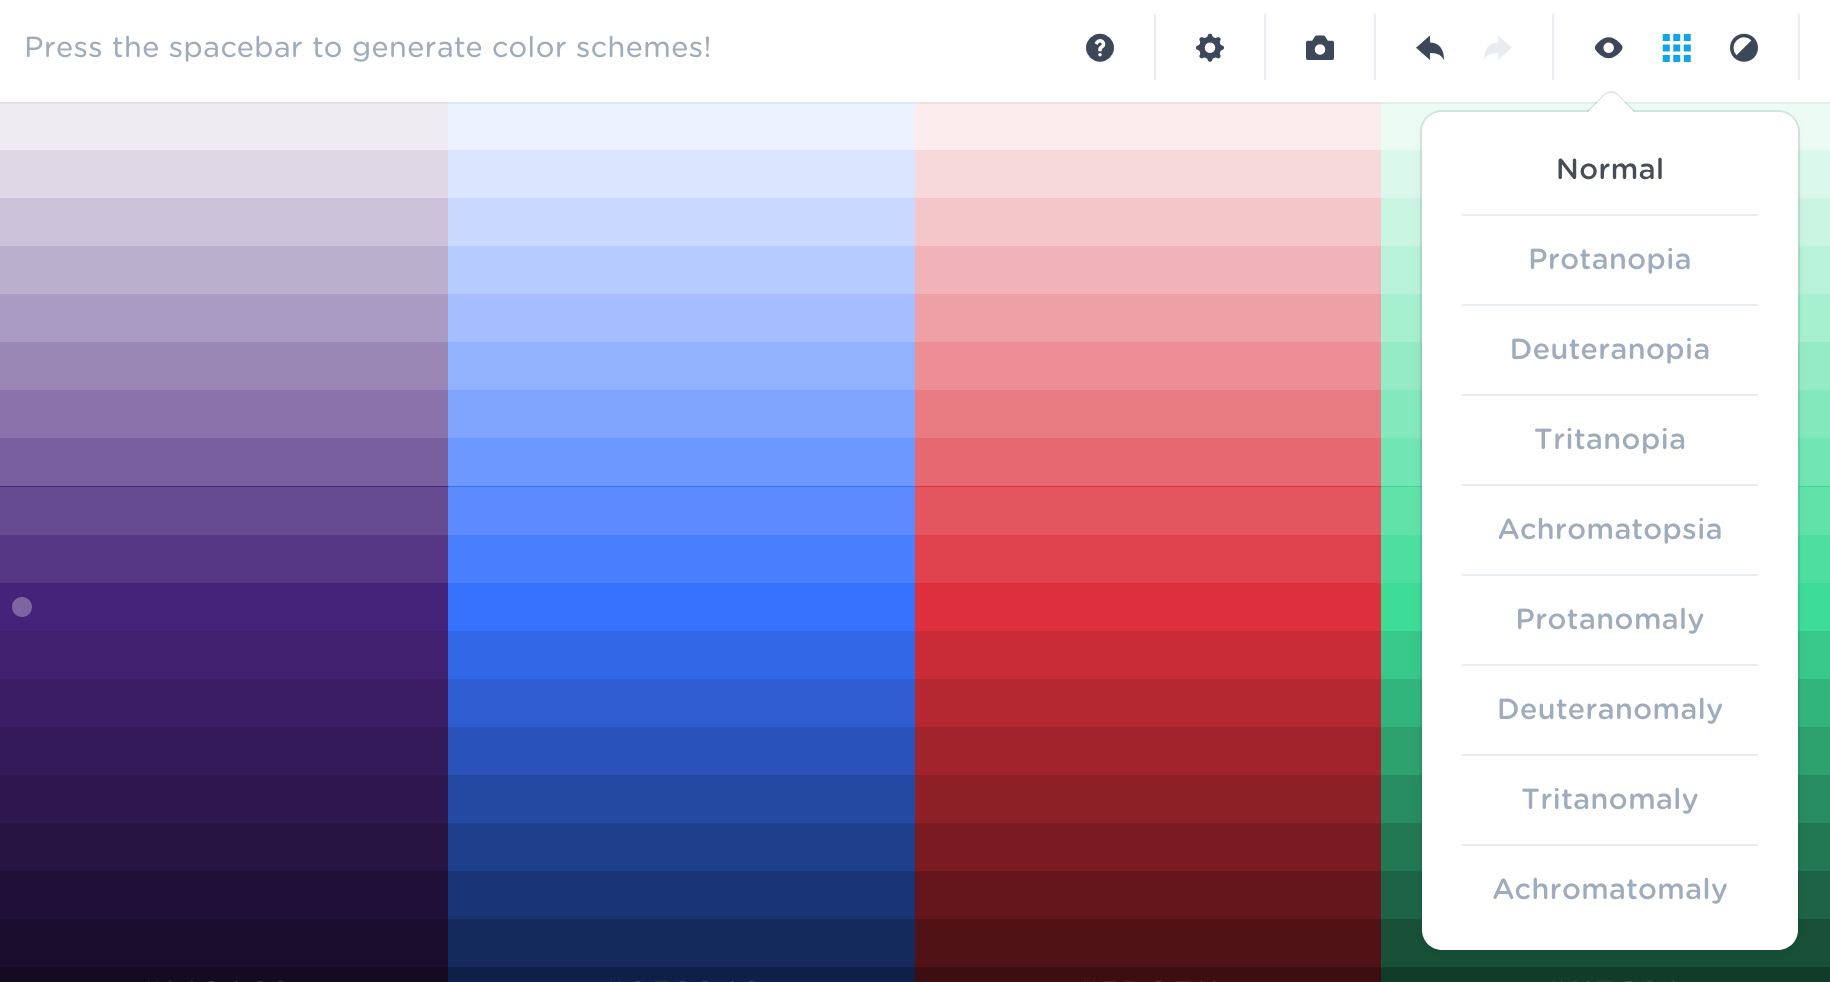 Press the spacebar to generate color schemes!
Normal
Protanopia
Deuteranopia
Tritanopia
Achromatopsia
Protanomaly
Deuteranomaly
Tritanomaly
Achromatomaly